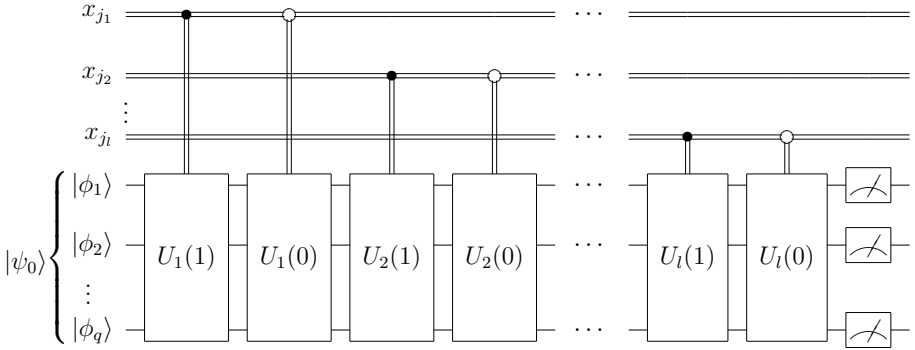 x_{j_1} ···
x_{j_2} ···
⋮
x_{j_l} ···
|ϕ_1⟩ ···
|ψ_0⟩ |ϕ_2⟩ U_1(1) U_1(0) U_2(1) U_2(0) U_l(1) U_l(0)
⋮
|ϕ_q⟩ ···